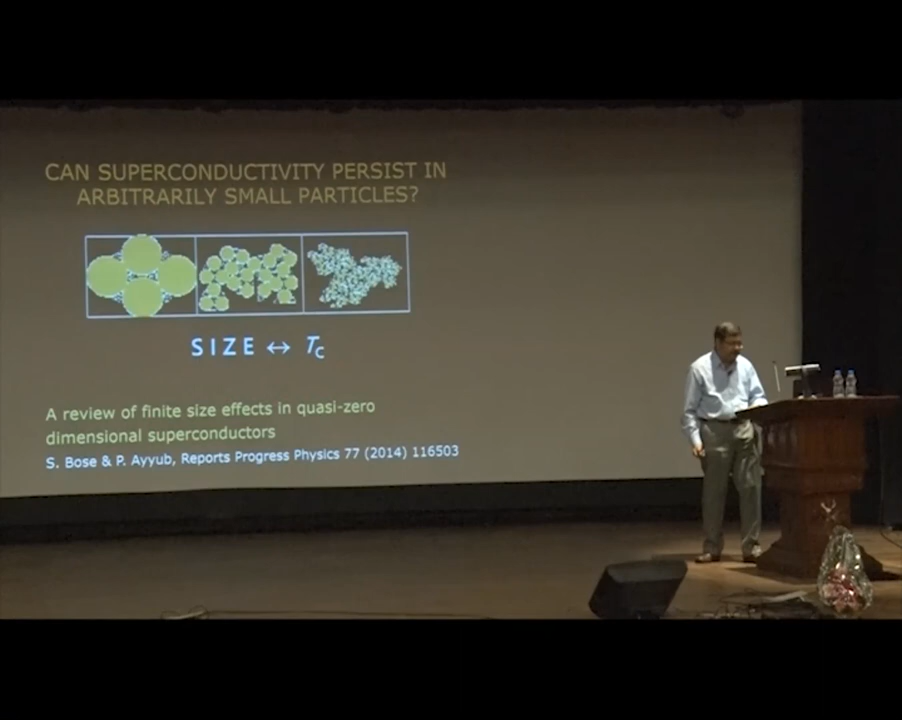 CAN SUPERCONDUCTIVITY PERSIST IN
ARBITRARILY SMALL PARTICLES?
SIZE ↔ TC
A review of finite size effects in quasi-zero
dimensional superconductors
S. Bose & P. Ayyub, Reports Progress Physics 77 (2014) 116503